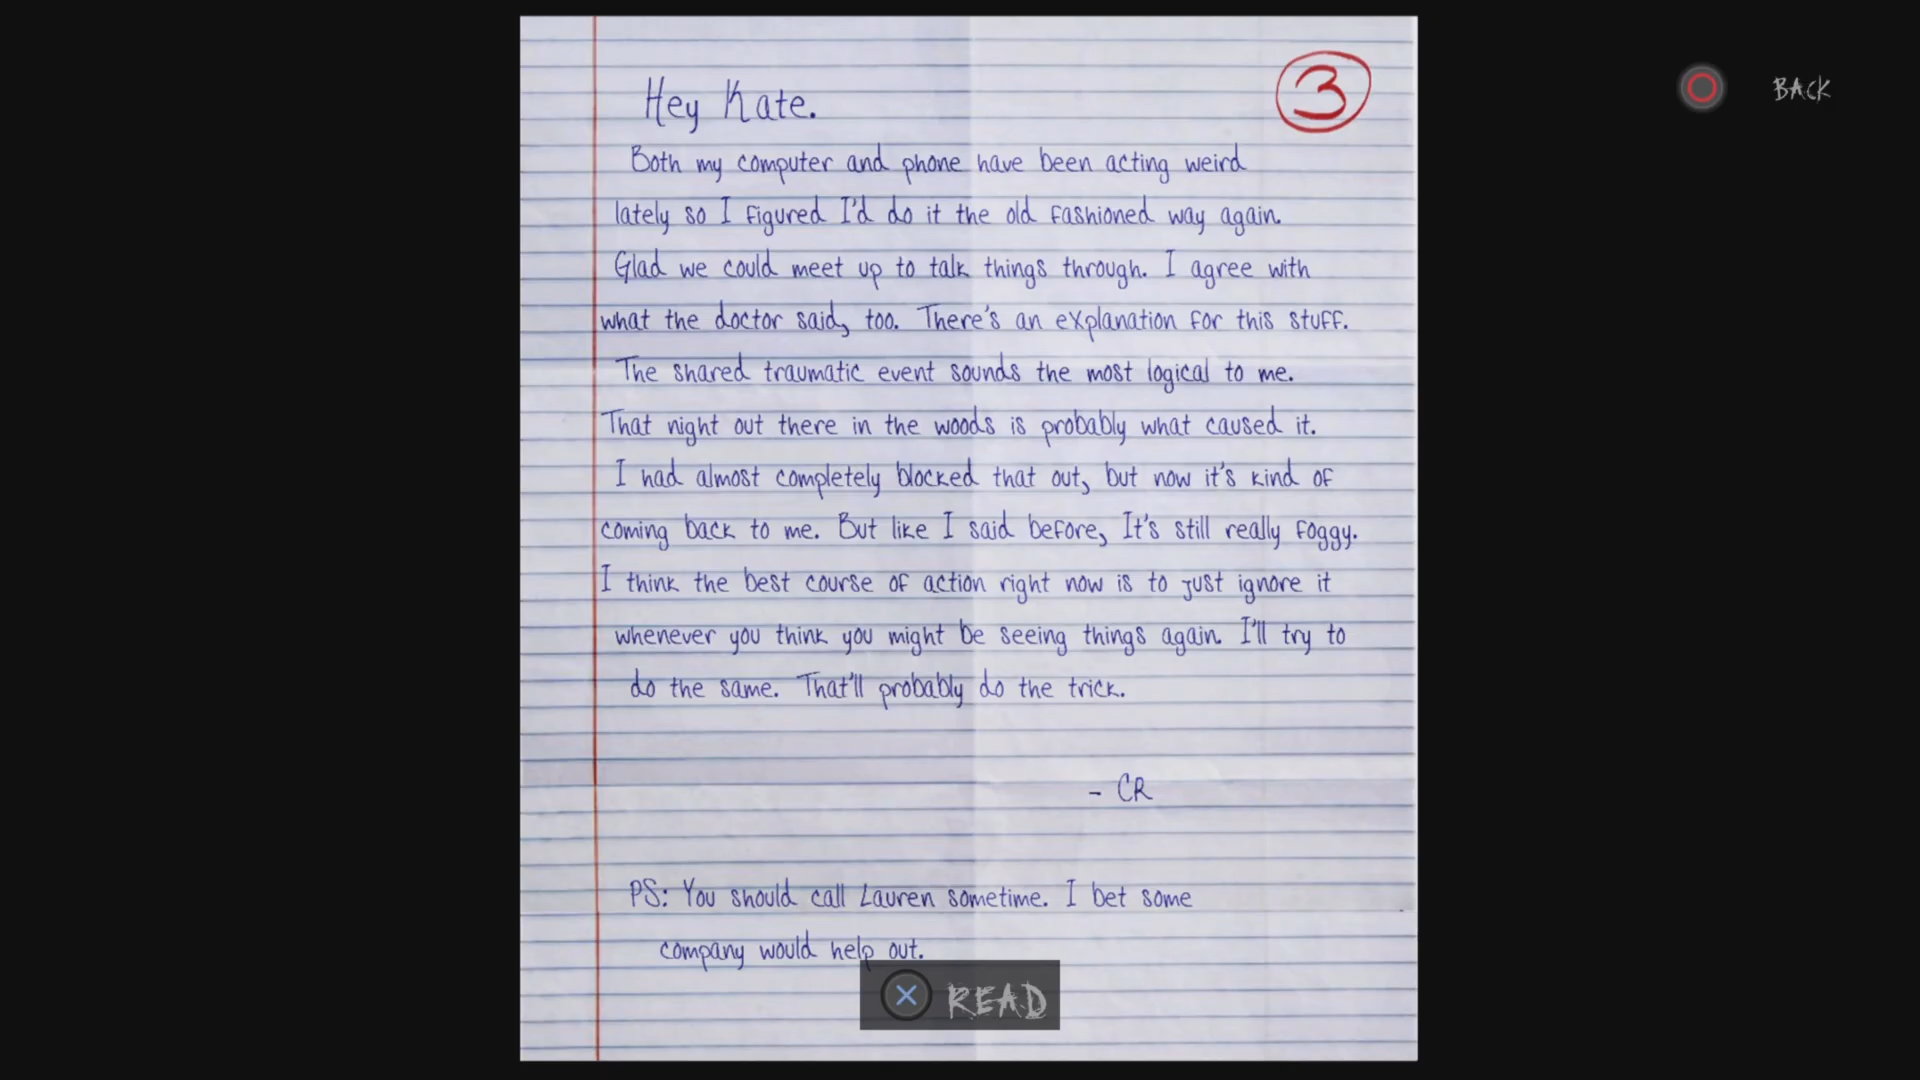 Hey Kate.
3
BACK
Both my computer and phone have been acting weird
lately so I figured I'd do it the old fashioned way again.
Glad we could meet up to talk things through. I agree with
what the doctor said, too. There's an explanation for this stuff.
The shared traumatic event sounds the most logical to me.
That night out there in the woods is probably what caused it.
I had almost completely blocked that out, but now it's kind of
coming back to me. But like I said before, It's still really foggy.
I think the best course of action right now is to just ignore it
whenever you think you might be seeing things again. I'll try to
do the same. That'll probably do the trick.
- CR
PS: You should call Lauren sometime. I bet some
company would help out.
READ